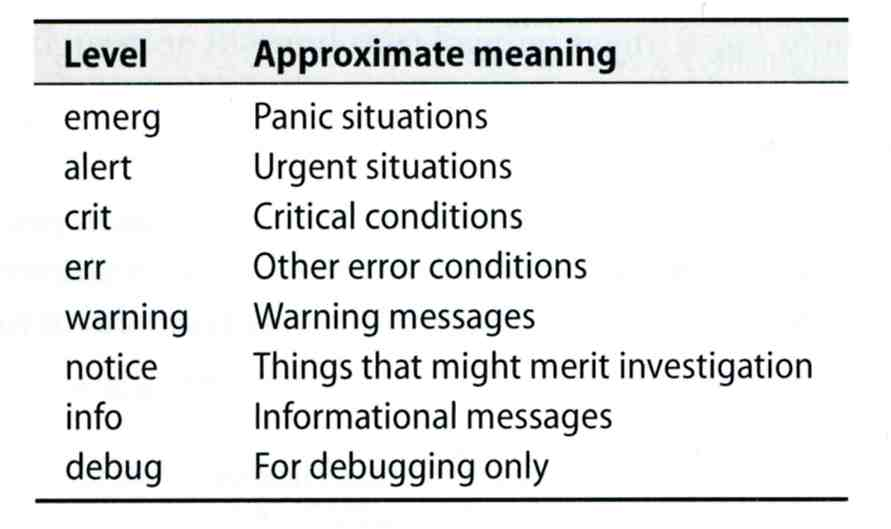 Level Approximate meaning
emerg Panic situations
alert Urgent situations
crit Critical conditions
err Other error conditions
warning Warning messages
notice Things that might merit investigation
info Informational messages
debug For debugging only